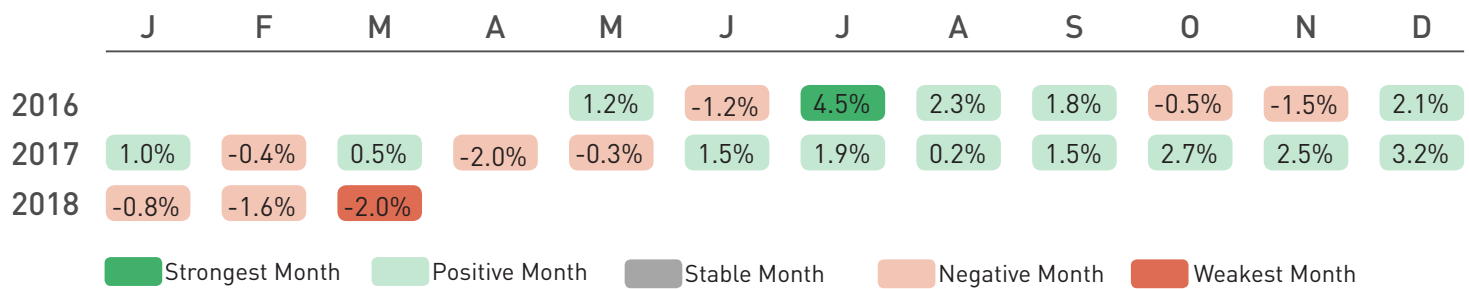 J F M A M J J A S O N D
2016 1.2% -1.2% 4.5% 2.3% 1.8% -0.5% -1.5% 2.1%
2017 1.0% -0.4% 0.5% -2.0% -0.3% 1.5% 1.9% 0.2% 1.5% 2.7% 2.5% 3.2%
2018 -0.8% -1.6% -2.0%
Strongest Month Positive Month Stable Month Negative Month Weakest Month